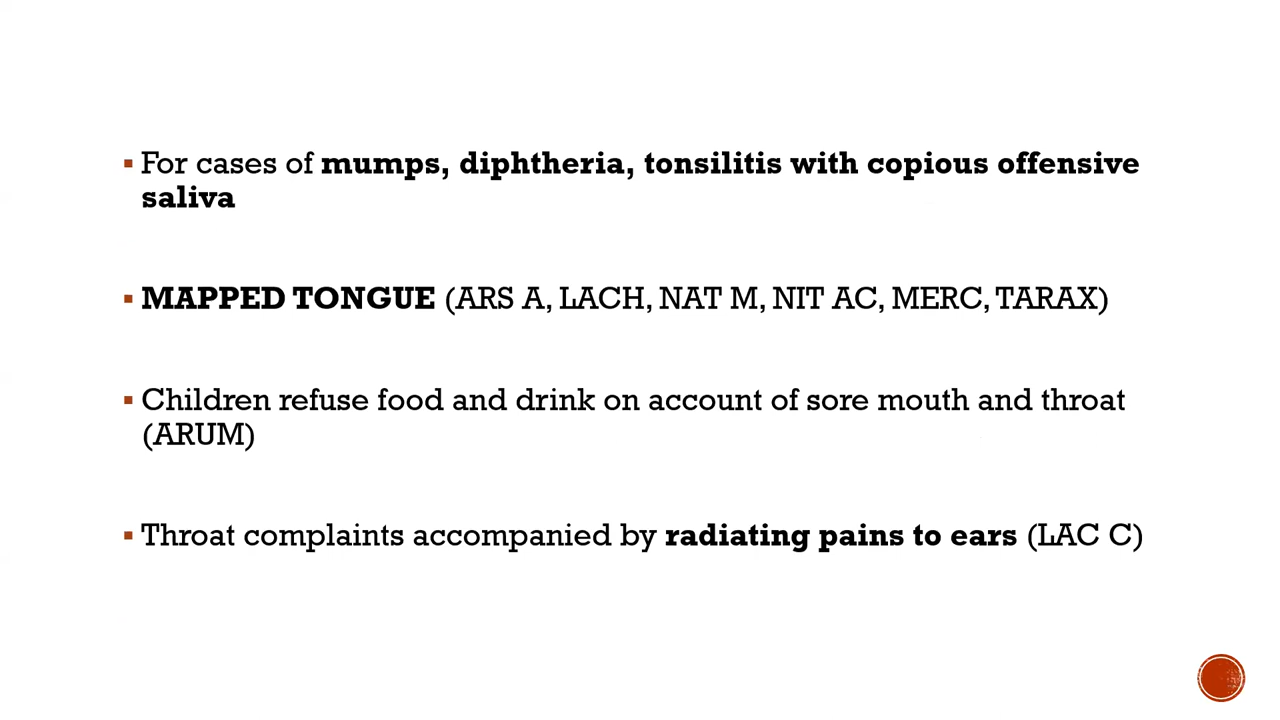 ▪ For cases of mumps, diphtheria, tonsilitis with copious offensive
saliva
▪ MAPPED TONGUE (ARS A, LACH, NAT M, NIT AC, MERC, TARAX)
▪ Children refuse food and drink on account of sore mouth and throat
(ARUM)
▪ Throat complaints accompanied by radiating pains to ears (LAC C)